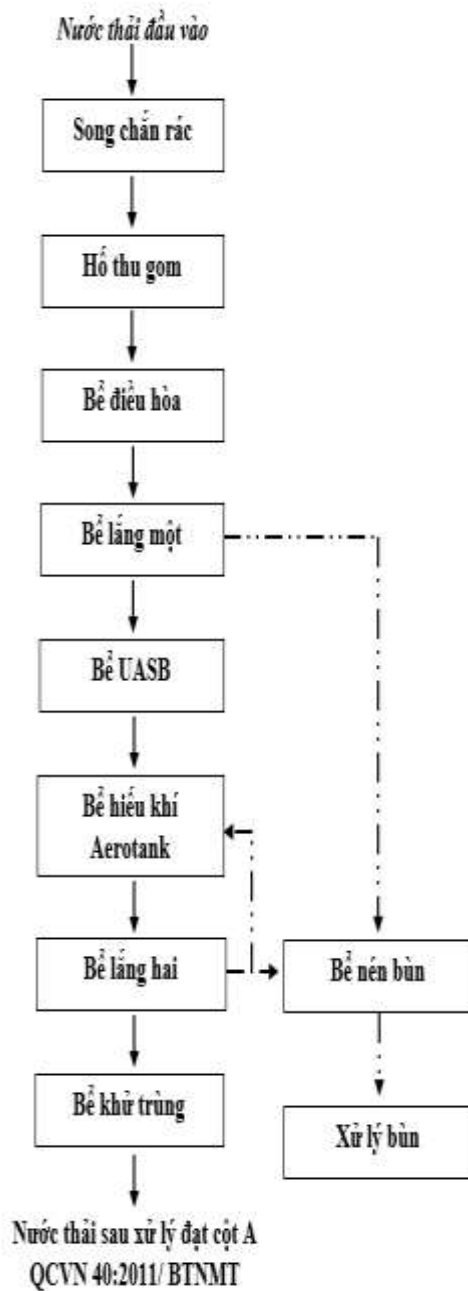 Nước thải đầu vào
Song chắn rác
Hố thu gom
Bể điều hòa
Bể lắng một
Bể UASB
Bể hiếu khí
Aerotank
Bể lắng hai
Bể nén bùn
Bể khử trùng
Xử lý bùn
Nước thải sau xử lý đạt cột A
QCVN 40:2011/ BTNMT